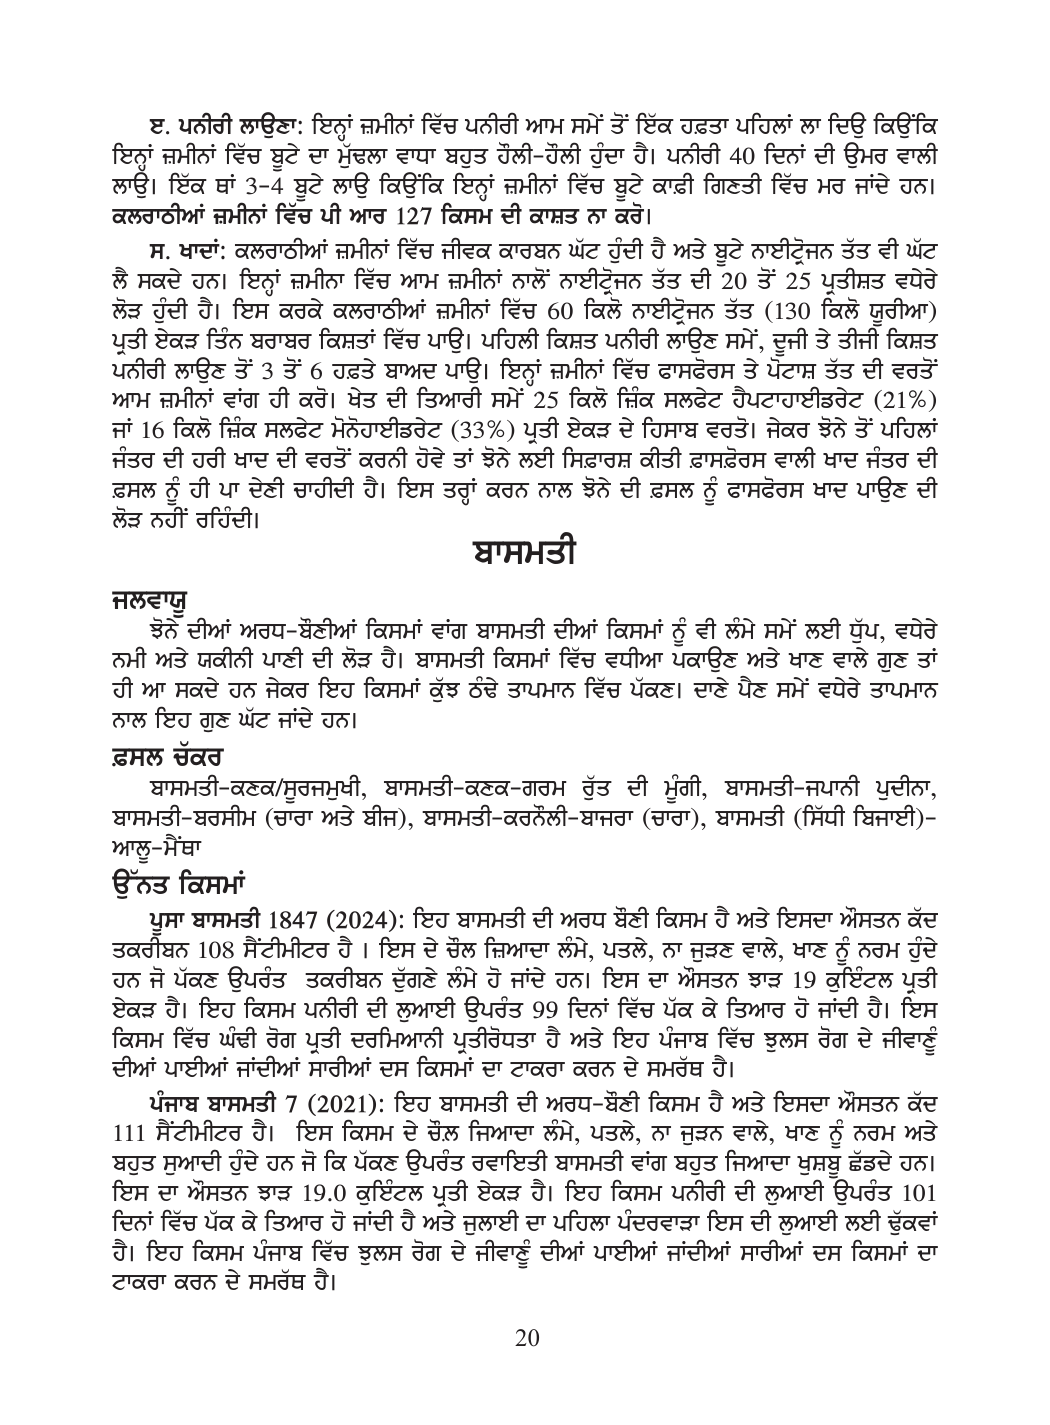 ੲ. ਪਨੀਰੀ ਲਾਉਣਾ: ਇਨ੍ਹਾਂ ਜ਼ਮੀਨਾਂ ਵਿੱਚ ਪਨੀਰੀ ਆਮ ਸਮੇਂ ਤੋਂ ਇੱਕ ਹਫ਼ਤਾ ਪਹਿਲਾਂ ਲਾ ਦਿਉ ਕਿਉਂਕਿ
ਇਨ੍ਹਾਂ ਜ਼ਮੀਨਾਂ ਵਿੱਚ ਬੂਟੇ ਦਾ ਮੁੱਢਲਾ ਵਾਧਾ ਬਹੁਤ ਹੌਲੀ-ਹੌਲੀ ਹੁੰਦਾ ਹੈ। ਪਨੀਰੀ 40 ਦਿਨਾਂ ਦੀ ਉਮਰ ਵਾਲੀ
ਲਾਉ। ਇੱਕ ਥਾਂ 3-4 ਬੂਟੇ ਲਾਉ ਕਿਉਂਕਿ ਇਨ੍ਹਾਂ ਜ਼ਮੀਨਾਂ ਵਿੱਚ ਬੂਟੇ ਕਾਫ਼ੀ ਗਿਣਤੀ ਵਿੱਚ ਮਰ ਜਾਂਦੇ ਹਨ।
ਕਲਰਾਠੀਆਂ ਜ਼ਮੀਨਾਂ ਵਿੱਚ ਪੀ ਆਰ 127 ਕਿਸਮ ਦੀ ਕਾਸ਼ਤ ਨਾ ਕਰੋ।
ਸ. ਖਾਦਾਂ: ਕਲਰਾਠੀਆਂ ਜ਼ਮੀਨਾਂ ਵਿੱਚ ਜੀਵਕ ਕਾਰਬਨ ਘੱਟ ਹੁੰਦੀ ਹੈ ਅਤੇ ਬੂਟੇ ਨਾਈਟ੍ਰੋਜਨ ਤੱਤ ਵੀ ਘੱਟ
ਲੈ ਸਕਦੇ ਹਨ। ਇਨ੍ਹਾਂ ਜ਼ਮੀਨਾ ਵਿੱਚ ਆਮ ਜ਼ਮੀਨਾਂ ਨਾਲੋਂ ਨਾਈਟ੍ਰੋਜਨ ਤੱਤ ਦੀ 20 ਤੋਂ 25 ਪ੍ਰਤੀਸ਼ਤ ਵਧੇਰੇ
ਲੋੜ ਹੁੰਦੀ ਹੈ। ਇਸ ਕਰਕੇ ਕਲਰਾਠੀਆਂ ਜ਼ਮੀਨਾਂ ਵਿੱਚ 60 ਕਿਲੋ ਨਾਈਟ੍ਰੋਜਨ ਤੱਤ (130 ਕਿਲੋ ਯੂਰੀਆ)
ਪ੍ਰਤੀ ਏਕੜ ਤਿੰਨ ਬਰਾਬਰ ਕਿਸ਼ਤਾਂ ਵਿੱਚ ਪਾਉ। ਪਹਿਲੀ ਕਿਸ਼ਤ ਪਨੀਰੀ ਲਾਉਣ ਸਮੇਂ, ਦੂਜੀ ਤੇ ਤੀਜੀ ਕਿਸ਼ਤ
ਪਨੀਰੀ ਲਾਉਣ ਤੋਂ 3 ਤੋਂ 6 ਹਫ਼ਤੇ ਬਾਅਦ ਪਾਉ। ਇਨ੍ਹਾਂ ਜ਼ਮੀਨਾਂ ਵਿੱਚ ਫਾਸਫੋਰਸ ਤੇ ਪੋਟਾਸ਼ ਤੱਤ ਦੀ ਵਰਤੋਂ
ਆਮ ਜ਼ਮੀਨਾਂ ਵਾਂਗ ਹੀ ਕਰੋ। ਖੇਤ ਦੀ ਤਿਆਰੀ ਸਮੇਂ 25 ਕਿਲੋ ਜ਼ਿੰਕ ਸਲਫੇਟ ਹੈਪਟਾਹਾਈਡਰੇਟ (21%)
ਜਾਂ 16 ਕਿਲੋ ਜ਼ਿੰਕ ਸਲਫੇਟ ਮੋਨੋਹਾਈਡਰੇਟ (33%) ਪ੍ਰਤੀ ਏਕੜ ਦੇ ਹਿਸਾਬ ਵਰਤੋ। ਜੇਕਰ ਝੋਨੇ ਤੋਂ ਪਹਿਲਾਂ
ਜੰਤਰ ਦੀ ਹਰੀ ਖਾਦ ਦੀ ਵਰਤੋਂ ਕਰਨੀ ਹੋਵੇ ਤਾਂ ਝੋਨੇ ਲਈ ਸਿਫ਼ਾਰਸ਼ ਕੀਤੀ ਫ਼ਾਸਫ਼ੋਰਸ ਵਾਲੀ ਖਾਦ ਜੰਤਰ ਦੀ
ਫ਼ਸਲ ਨੂੰ ਹੀ ਪਾ ਦੇਣੀ ਚਾਹੀਦੀ ਹੈ। ਇਸ ਤਰ੍ਹਾਂ ਕਰਨ ਨਾਲ ਝੋਨੇ ਦੀ ਫ਼ਸਲ ਨੂੰ ਫਾਸਫੋਰਸ ਖਾਦ ਪਾਉਣ ਦੀ
ਲੋੜ ਨਹੀਂ ਰਹਿੰਦੀ।
ਬਾਸਮਤੀ
ਜਲਵਾਯੂ
ਝੋਨੇ ਦੀਆਂ ਅਰਧ-ਬੌਣੀਆਂ ਕਿਸਮਾਂ ਵਾਂਗ ਬਾਸਮਤੀ ਦੀਆਂ ਕਿਸਮਾਂ ਨੂੰ ਵੀ ਲੰਮੇ ਸਮੇਂ ਲਈ ਧੁੱਪ, ਵਧੇਰੇ
ਨਮੀ ਅਤੇ ਯਕੀਨੀ ਪਾਣੀ ਦੀ ਲੋੜ ਹੈ। ਬਾਸਮਤੀ ਕਿਸਮਾਂ ਵਿੱਚ ਵਧੀਆ ਪਕਾਉਣ ਅਤੇ ਖਾਣ ਵਾਲੇ ਗੁਣ ਤਾਂ
ਹੀ ਆ ਸਕਦੇ ਹਨ ਜੇਕਰ ਇਹ ਕਿਸਮਾਂ ਕੁੱਝ ਠੰਢੇ ਤਾਪਮਾਨ ਵਿੱਚ ਪੱਕਣ। ਦਾਣੇ ਪੈਣ ਸਮੇਂ ਵਧੇਰੇ ਤਾਪਮਾਨ
ਨਾਲ ਇਹ ਗੁਣ ਘੱਟ ਜਾਂਦੇ ਹਨ।
ਫ਼ਸਲ ਚੱਕਰ
ਬਾਸਮਤੀ-ਕਣਕ/ਸੂਰਜਮੁਖੀ, ਬਾਸਮਤੀ-ਕਣਕ-ਗਰਮ ਰੁੱਤ ਦੀ ਮੂੰਗੀ, ਬਾਸਮਤੀ-ਜਪਾਨੀ ਪੁਦੀਨਾ,
ਬਾਸਮਤੀ-ਬਰਸੀਮ (ਚਾਰਾ ਅਤੇ ਬੀਜ), ਬਾਸਮਤੀ-ਕਰਨੌਲੀ-ਬਾਜਰਾ (ਚਾਰਾ), ਬਾਸਮਤੀ (ਸਿੱਧੀ ਬਿਜਾਈ)-
ਆਲੂ-ਮੈਂਥਾ
ਉੱਨਤ ਕਿਸਮਾਂ
ਪੂਸਾ ਬਾਸਮਤੀ 1847 (2024): ਇਹ ਬਾਸਮਤੀ ਦੀ ਅਰਧ ਬੌਣੀ ਕਿਸਮ ਹੈ ਅਤੇ ਇਸਦਾ ਔਸਤਨ ਕੱਦ
ਤਕਰੀਬਨ 108 ਸੈਂਟੀਮੀਟਰ ਹੈ । ਇਸ ਦੇ ਚੌਲ ਜ਼ਿਆਦਾ ਲੰਮੇ, ਪਤਲੇ, ਨਾ ਜੁੜਣ ਵਾਲੇ, ਖਾਣ ਨੂੰ ਨਰਮ ਹੁੰਦੇ
ਹਨ ਜੋ ਪੱਕਣ ਉਪਰੰਤ ਤਕਰੀਬਨ ਦੁੱਗਣੇ ਲੰਮੇ ਹੋ ਜਾਂਦੇ ਹਨ। ਇਸ ਦਾ ਔਸਤਨ ਝਾੜ 19 ਕੁਇੰਟਲ ਪ੍ਰਤੀ
ਏਕੜ ਹੈ। ਇਹ ਕਿਸਮ ਪਨੀਰੀ ਦੀ ਲੁਆਈ ਉਪਰੰਤ 99 ਦਿਨਾਂ ਵਿੱਚ ਪੱਕ ਕੇ ਤਿਆਰ ਹੋ ਜਾਂਦੀ ਹੈ। ਇਸ
ਕਿਸਮ ਵਿੱਚ ਘੰਢੀ ਰੋਗ ਪ੍ਰਤੀ ਦਰਮਿਆਨੀ ਪ੍ਰਤੀਰੋਧਤਾ ਹੈ ਅਤੇ ਇਹ ਪੰਜਾਬ ਵਿੱਚ ਝੁਲਸ ਰੋਗ ਦੇ ਜੀਵਾਣੂੰ
ਦੀਆਂ ਪਾਈਆਂ ਜਾਂਦੀਆਂ ਸਾਰੀਆਂ ਦਸ ਕਿਸਮਾਂ ਦਾ ਟਾਕਰਾ ਕਰਨ ਦੇ ਸਮਰੱਥ ਹੈ।
ਪੰਜਾਬ ਬਾਸਮਤੀ 7 (2021): ਇਹ ਬਾਸਮਤੀ ਦੀ ਅਰਧ-ਬੌਣੀ ਕਿਸਮ ਹੈ ਅਤੇ ਇਸਦਾ ਔਸਤਨ ਕੱਦ
111 ਸੈਂਟੀਮੀਟਰ ਹੈ। ਇਸ ਕਿਸਮ ਦੇ ਚੌਲ਼ ਜਿਆਦਾ ਲੰਮੇ, ਪਤਲੇ, ਨਾ ਜੁੜਨ ਵਾਲੇ, ਖਾਣ ਨੂੰ ਨਰਮ ਅਤੇ
ਬਹੁਤ ਸੁਆਦੀ ਹੁੰਦੇ ਹਨ ਜੋ ਕਿ ਪੱਕਣ ਉਪਰੰਤ ਰਵਾਇਤੀ ਬਾਸਮਤੀ ਵਾਂਗ ਬਹੁਤ ਜਿਆਦਾ ਖੁਸ਼ਬੂ ਛੱਡਦੇ ਹਨ।
ਇਸ ਦਾ ਔਸਤਨ ਝਾੜ 19.0 ਕੁਇੰਟਲ ਪ੍ਰਤੀ ਏਕੜ ਹੈ। ਇਹ ਕਿਸਮ ਪਨੀਰੀ ਦੀ ਲੁਆਈ ਉਪਰੰਤ 101
ਦਿਨਾਂ ਵਿੱਚ ਪੱਕ ਕੇ ਤਿਆਰ ਹੋ ਜਾਂਦੀ ਹੈ ਅਤੇ ਜੁਲਾਈ ਦਾ ਪਹਿਲਾ ਪੰਦਰਵਾੜਾ ਇਸ ਦੀ ਲੁਆਈ ਲਈ ਢੁੱਕਵਾਂ
ਹੈ। ਇਹ ਕਿਸਮ ਪੰਜਾਬ ਵਿੱਚ ਝੁਲਸ ਰੋਗ ਦੇ ਜੀਵਾਣੂੰ ਦੀਆਂ ਪਾਈਆਂ ਜਾਂਦੀਆਂ ਸਾਰੀਆਂ ਦਸ ਕਿਸਮਾਂ ਦਾ
ਟਾਕਰਾ ਕਰਨ ਦੇ ਸਮਰੱਥ ਹੈ।
20